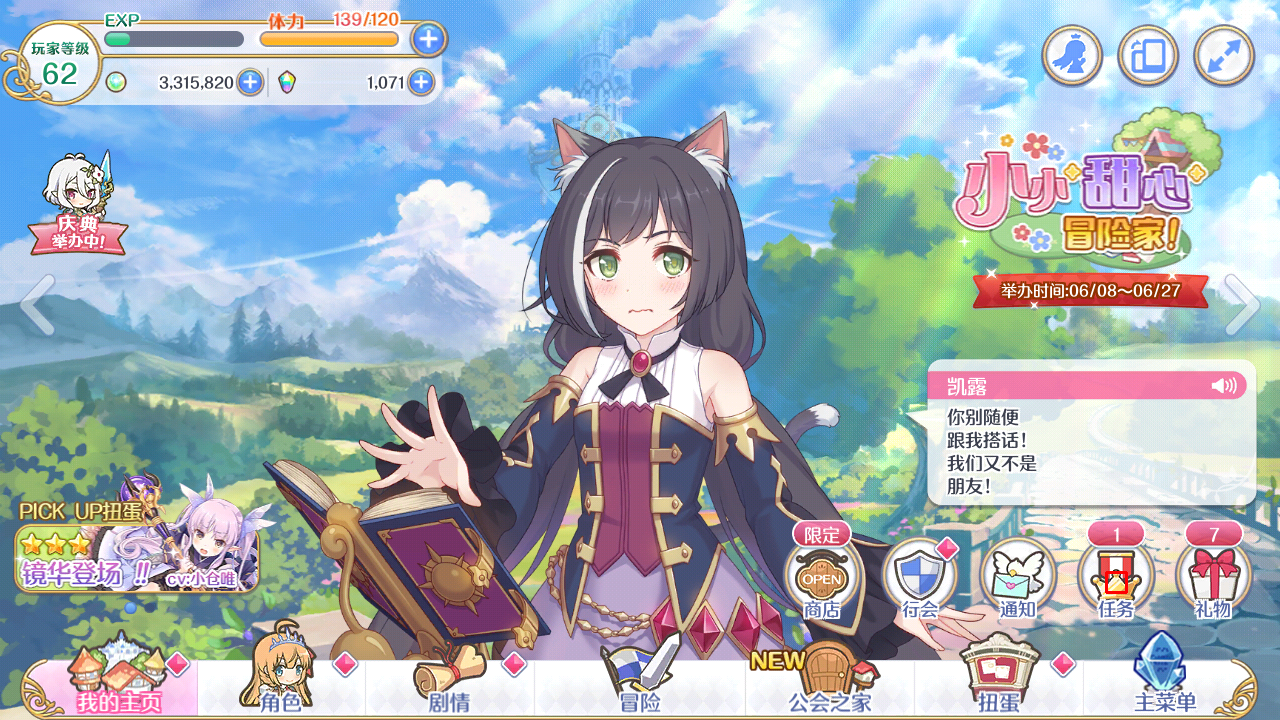 EXP
体力
139/120
玩家等级
62
3,315,820
1,071
小小甜心
冒险家!
举办时间:06/08～06/27
庆典
举办中!
凯露
你别随便
跟我搭话!
我们又不是
朋友!
PICK UP扭蛋
镜华登场!!
cv:小仓唯
限定
OPEN
商店
行会
通知
1
任务
7
礼物
我的主页
角色
剧情
冒险
NEW
公会之家
扭蛋
主菜单